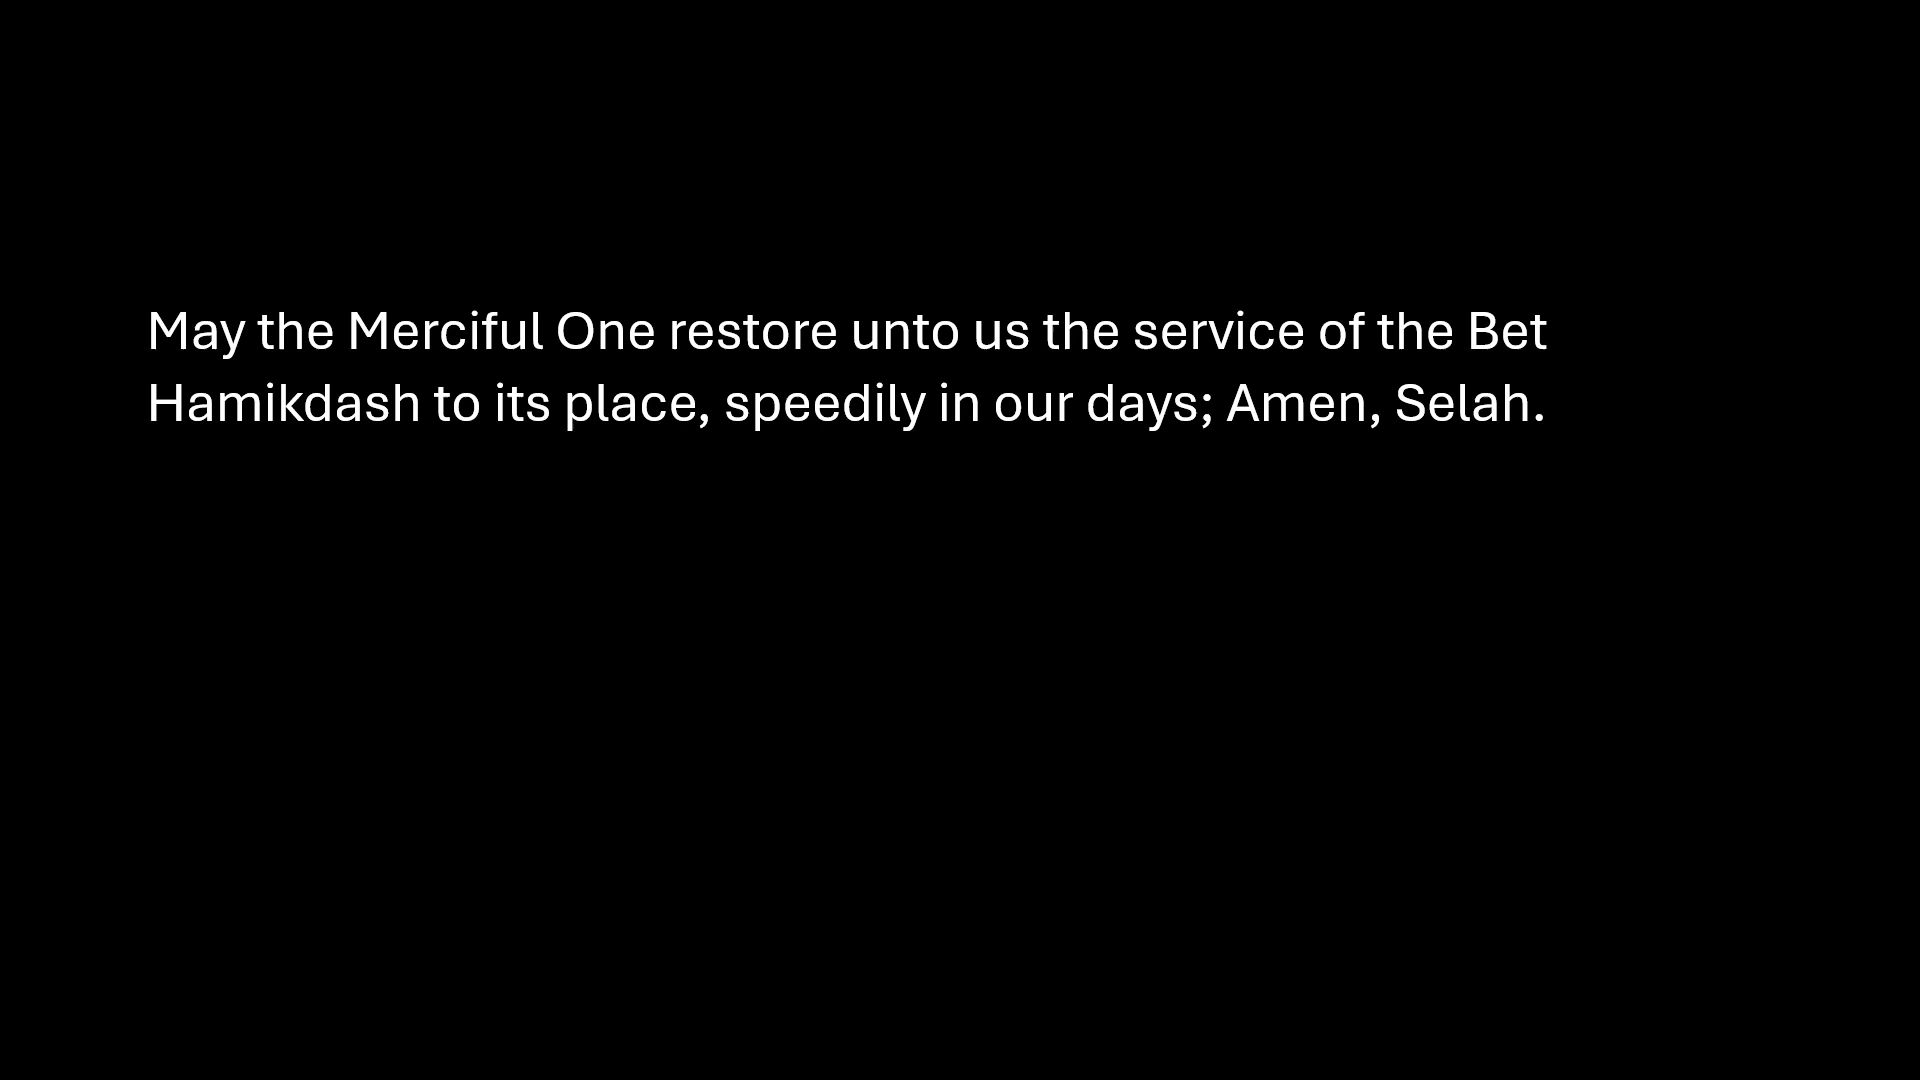 May the Merciful One restore unto us the service of the Bet
Hamikdash to its place, speedily in our days; Amen, Selah.